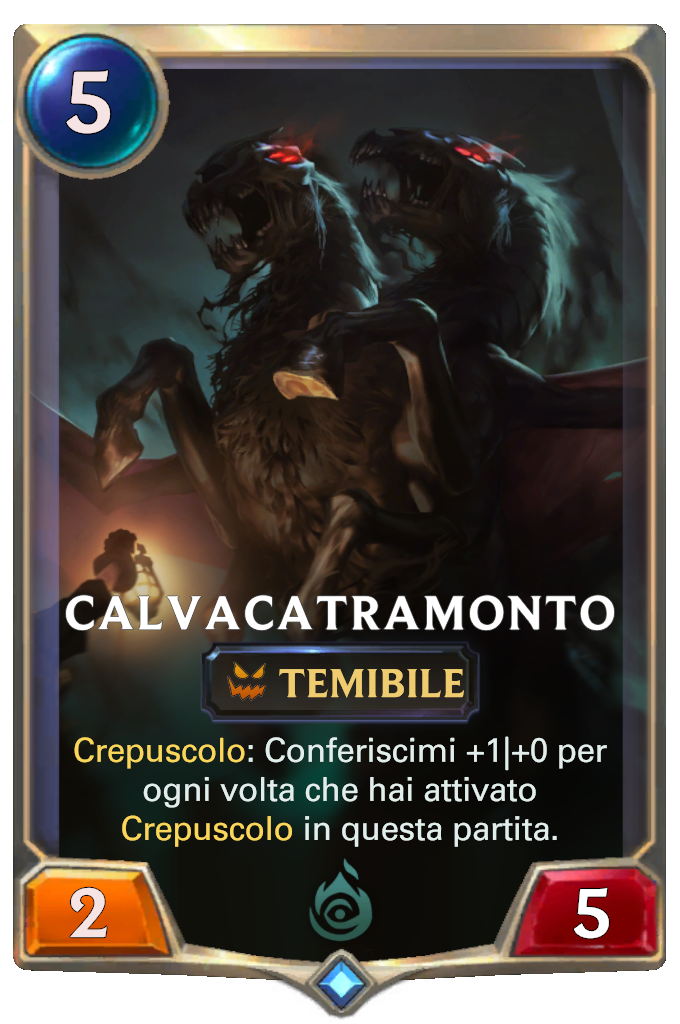 5
CALVACATRAMONTO
TEMIBILE
Crepuscolo: Conferiscimi +1|+0 per
ogni volta che hai attivato
Crepuscolo in questa partita.
2
5